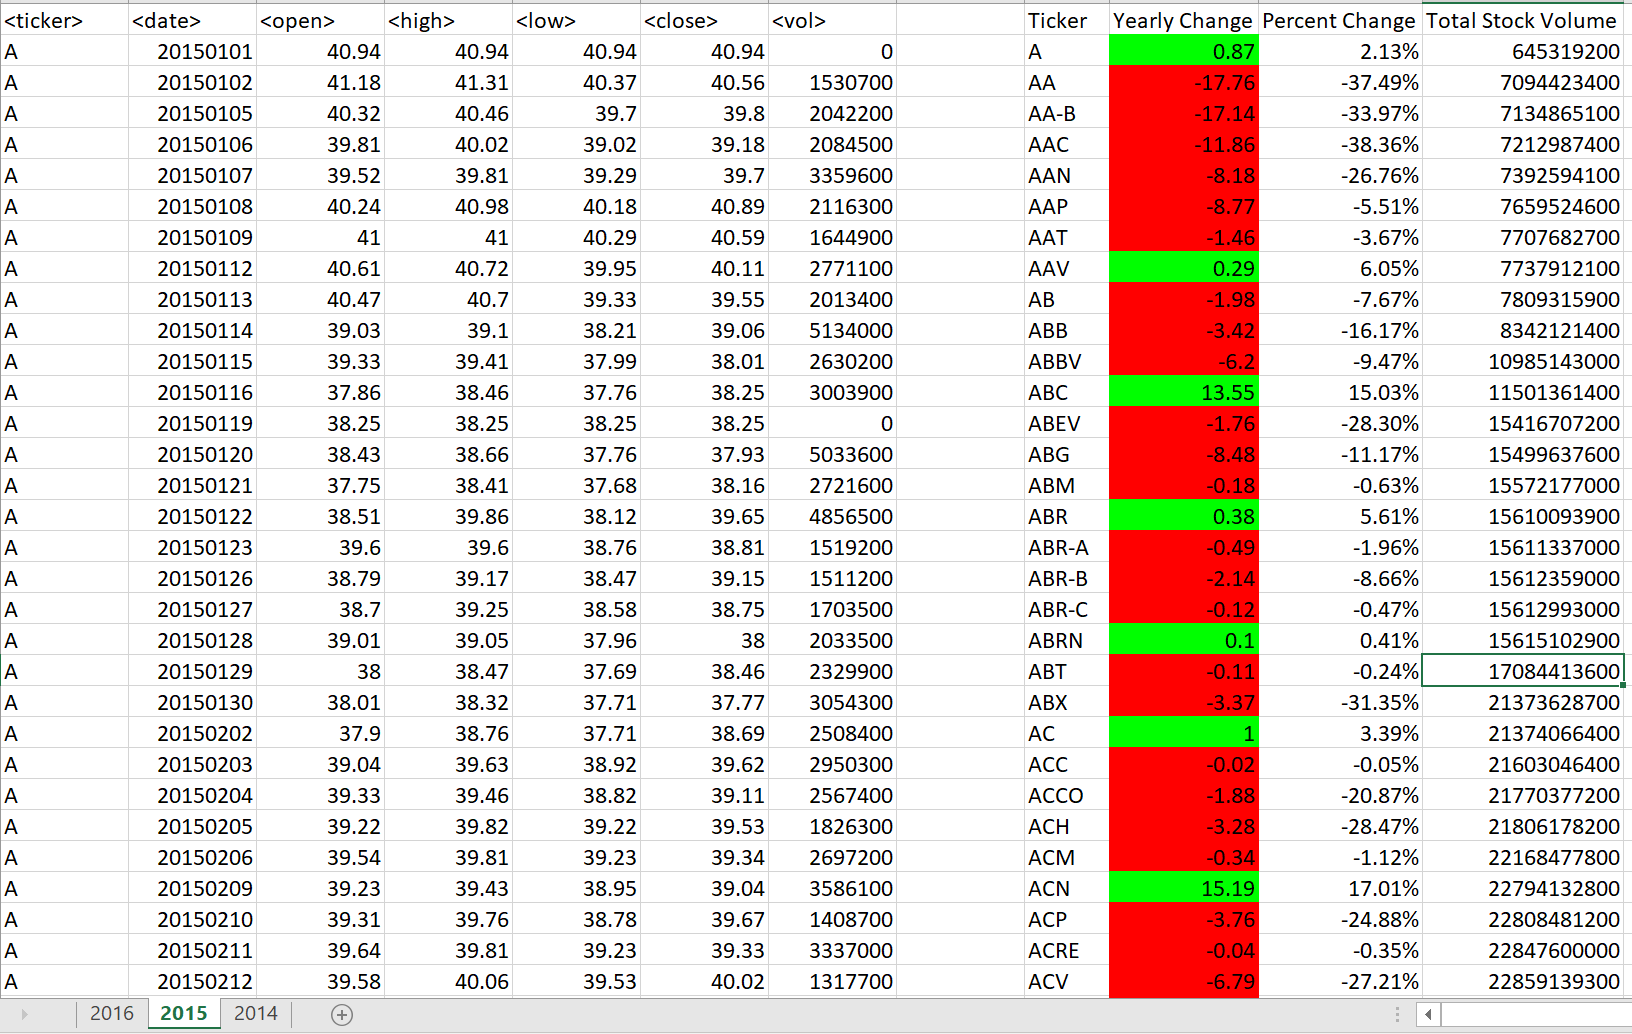 <ticker> <date> <open> <high> <low> <close> <vol> Ticker Yearly Change Percent Change Total Stock Volume
A 20150101 40.94 40.94 40.94 40.94 0 A 0.87 2.13% 645319200
A 20150102 41.18 41.31 40.37 40.56 1530700 AA -17.76 -37.49% 7094423400
A 20150105 40.32 40.46 39.7 39.8 2042200 AA-B -17.14 -33.97% 7134865100
A 20150106 39.81 40.02 39.02 39.18 2084500 AAC -11.86 -38.36% 7212987400
A 20150107 39.52 39.81 39.29 39.7 3359600 AAN -8.18 -26.76% 7392594100
A 20150108 40.24 40.98 40.18 40.89 2116300 AAP -8.77 -5.51% 7659524600
A 20150109 41 41 40.29 40.59 1644900 AAT -1.46 -3.67% 7707682700
A 20150112 40.61 40.72 39.95 40.11 2771100 AAV 0.29 6.05% 7737912100
A 20150113 40.47 40.7 39.33 39.55 2013400 AB -1.98 -7.67% 7809315900
A 20150114 39.03 39.1 38.21 39.06 5134000 ABB -3.42 -16.17% 8342121400
A 20150115 39.33 39.41 37.99 38.01 2630200 ABBV -6.2 -9.47% 10985143000
A 20150116 37.86 38.46 37.76 38.25 3003900 ABC 13.55 15.03% 11501361400
A 20150119 38.25 38.25 38.25 38.25 0 ABEV -1.76 -28.30% 15416707200
A 20150120 38.43 38.66 37.76 37.93 5033600 ABG -8.48 -11.17% 15499637600
A 20150121 37.75 38.41 37.68 38.16 2721600 ABM -0.18 -0.63% 15572177000
A 20150122 38.51 39.86 38.12 39.65 4856500 ABR 0.38 5.61% 15610093900
A 20150123 39.6 39.6 38.76 38.81 1519200 ABR-A -0.49 -1.96% 15611337000
A 20150126 38.79 39.17 38.47 39.15 1511200 ABR-B -2.14 -8.66% 15612359000
A 20150127 38.7 39.25 38.58 38.75 1703500 ABR-C -0.12 -0.47% 15612993000
A 20150128 39.01 39.05 37.96 38 2033500 ABRN 0.1 0.41% 15615102900
A 20150129 38 38.47 37.69 38.46 2329900 ABT -0.11 -0.24% 17084413600
A 20150130 38.01 38.32 37.71 37.77 3054300 ABX -3.37 -31.35% 21373628700
A 20150202 37.9 38.76 37.71 38.69 2508400 AC 1 3.39% 21374066400
A 20150203 39.04 39.63 38.92 39.62 2950300 ACC -0.02 -0.05% 21603046400
A 20150204 39.33 39.46 38.82 39.11 2567400 ACCO -1.88 -20.87% 21770377200
A 20150205 39.22 39.82 39.22 39.53 1826300 ACH -3.28 -28.47% 21806178200
A 20150206 39.54 39.81 39.23 39.34 2697200 ACM -0.34 -1.12% 22168477800
A 20150209 39.23 39.43 38.95 39.04 3586100 ACN 15.19 17.01% 22794132800
A 20150210 39.31 39.76 38.78 39.67 1408700 ACP -3.76 -24.88% 22808481200
A 20150211 39.64 39.81 39.23 39.33 3337000 ACRE -0.04 -0.35% 22847600000
A 20150212 39.58 40.06 39.53 40.02 1317700 ACV -6.79 -27.21% 22859139300
2016 2015 2014